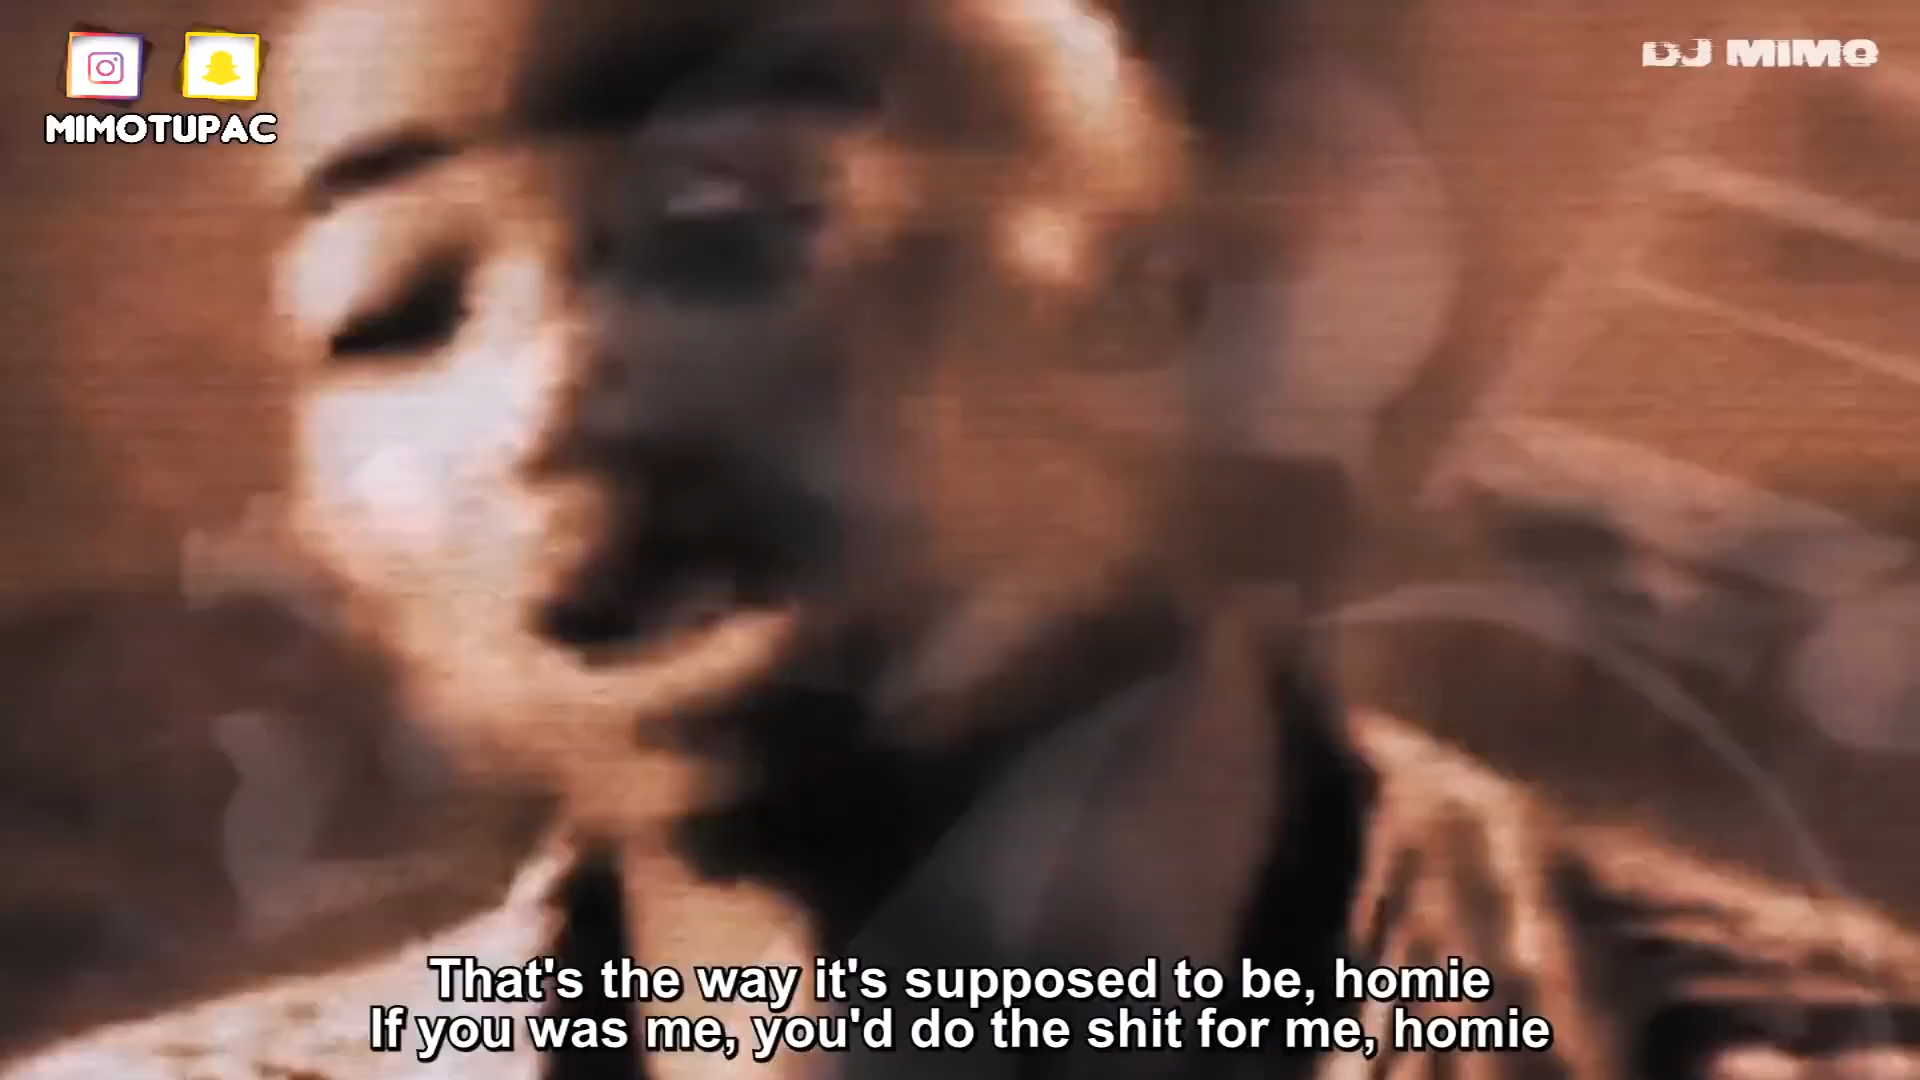 DJ MIMO
MIMOTUPAC
That's the way it's supposed to be, homie
If you was me, you'd do the shit for me, homie